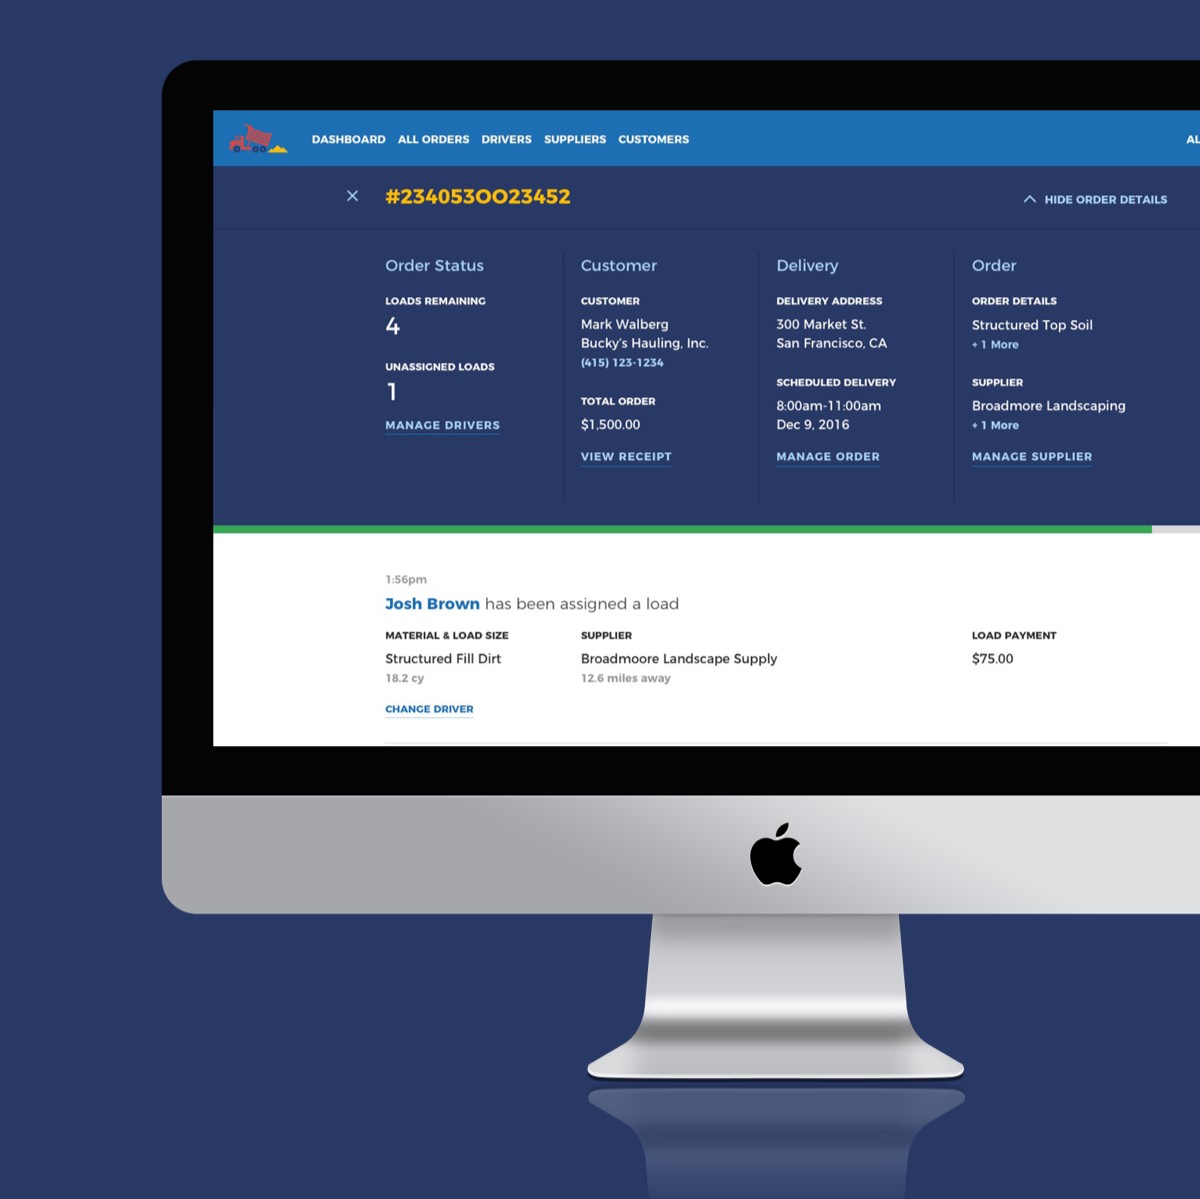 DASHBOARD ALL ORDERS DRIVERS SUPPLIERS CUSTOMERS
#234053OO23452
HIDE ORDER DETAILS
Order Status
LOADS REMAINING
4
UNASSIGNED LOADS
1
MANAGE DRIVERS
Customer
CUSTOMER
Mark Walberg
Bucky's Hauling, Inc.
(415) 123-1234
TOTAL ORDER
$1,500.00
VIEW RECEIPT
Delivery
DELIVERY ADDRESS
300 Market St.
San Francisco, CA
SCHEDULED DELIVERY
8:00am-11:00am
Dec 9, 2016
MANAGE ORDER
Order
ORDER DETAILS
Structured Top Soil
+ 1 More
SUPPLIER
Broadmore Landscaping
+ 1 More
MANAGE SUPPLIER
1:56pm
Josh Brown has been assigned a load
MATERIAL & LOAD SIZE
Structured Fill Dirt
18.2 cy
CHANGE DRIVER
SUPPLIER
Broadmoore Landscape Supply
12.6 miles away
LOAD PAYMENT
$75.00